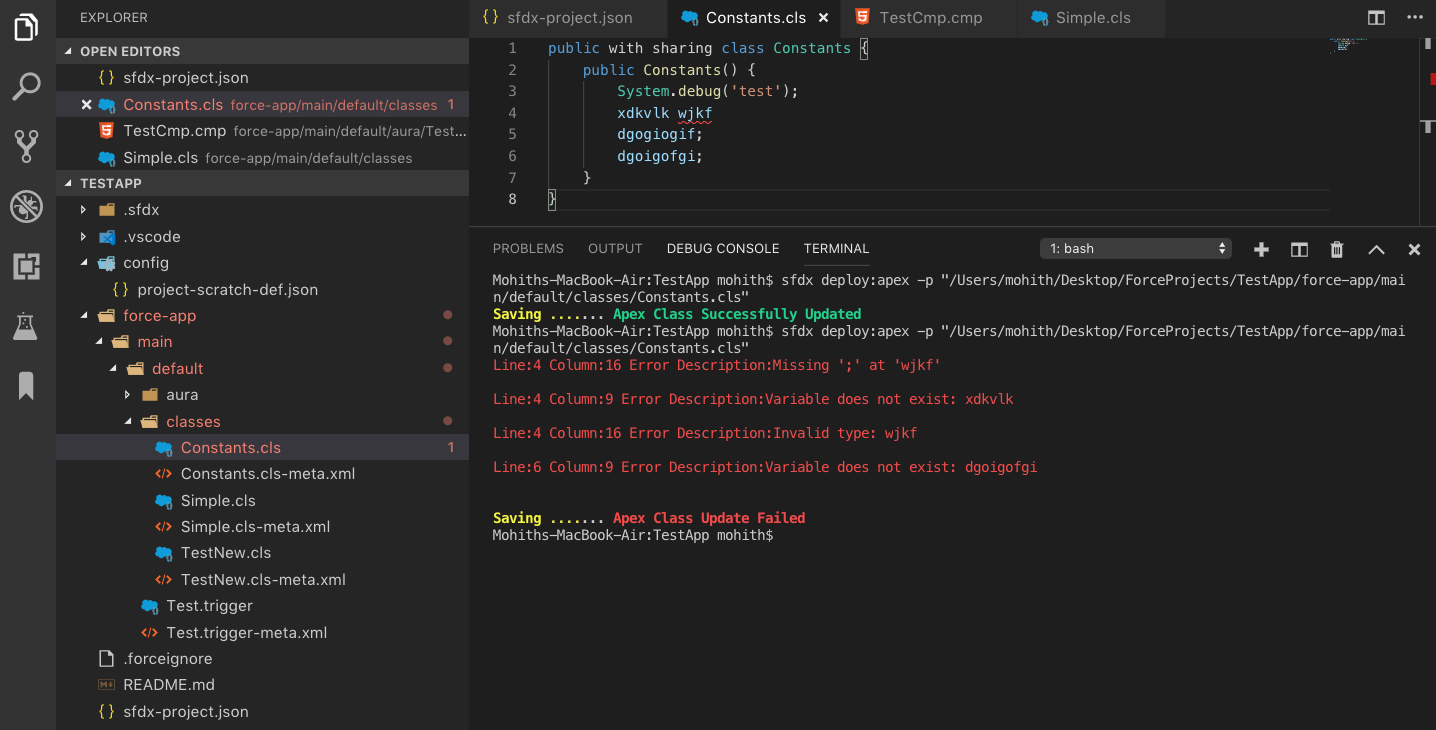 EXPLORER
OPEN EDITORS
{ } sfdx-project.json
Constants.cls force-app/main/default/classes 1
TestCmp.cmp force-app/main/default/aura/Test...
Simple.cls force-app/main/default/classes
TESTAPP
.sfdx
.vscode
config
{ } project-scratch-def.json
force-app
main
default
aura
classes
Constants.cls 1
</> Constants.cls-meta.xml
Simple.cls
</> Simple.cls-meta.xml
TestNew.cls
</> TestNew.cls-meta.xml
Test.trigger
</> Test.trigger-meta.xml
.forceignore
README.md
{ } sfdx-project.json
{ } sfdx-project.json Constants.cls × TestCmp.cmp Simple.cls
1 public with sharing class Constants {
2 public Constants() {
3 System.debug('test');
4 xdkvlk wjkf
5 dgogiogif;
6 dgoigofgi;
7 }
8 }
PROBLEMS OUTPUT DEBUG CONSOLE TERMINAL 1: bash
Mohiths-MacBook-Air:TestApp mohith$ sfdx deploy:apex -p "/Users/mohith/Desktop/ForceProjects/TestApp/force-app/mai
n/default/classes/Constants.cls"
Saving ....... Apex Class Successfully Updated
Mohiths-MacBook-Air:TestApp mohith$ sfdx deploy:apex -p "/Users/mohith/Desktop/ForceProjects/TestApp/force-app/mai
n/default/classes/Constants.cls"
Line:4 Column:16 Error Description:Missing ';' at 'wjkf'
Line:4 Column:9 Error Description:Variable does not exist: xdkvlk
Line:4 Column:16 Error Description:Invalid type: wjkf
Line:6 Column:9 Error Description:Variable does not exist: dgoigofgi
Saving ....... Apex Class Update Failed
Mohiths-MacBook-Air:TestApp mohith$